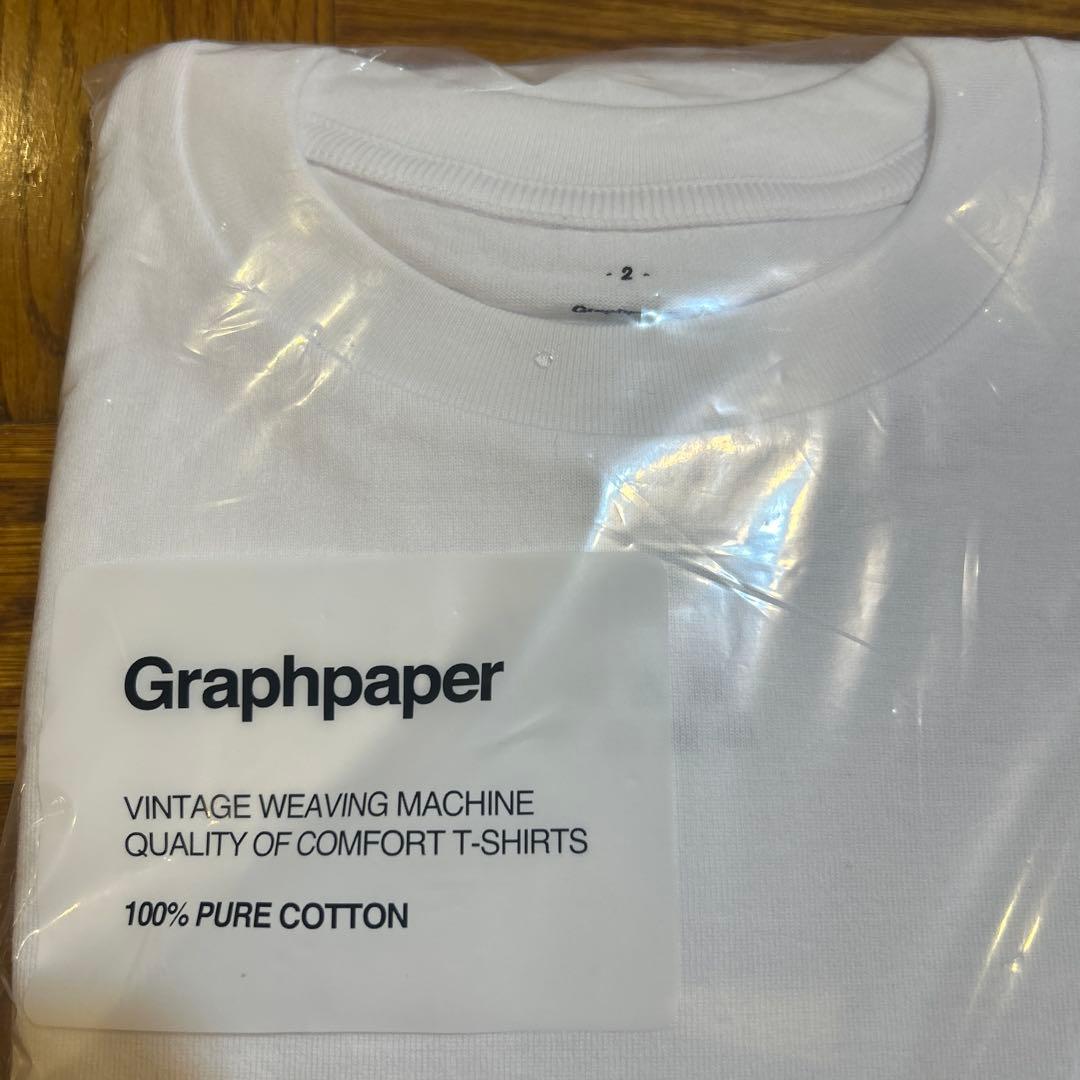 - 2 -
Graphpaper
VINTAGE WEAVING MACHINE
QUALITY OF COMFORT T-SHIRTS
100% PURE COTTON